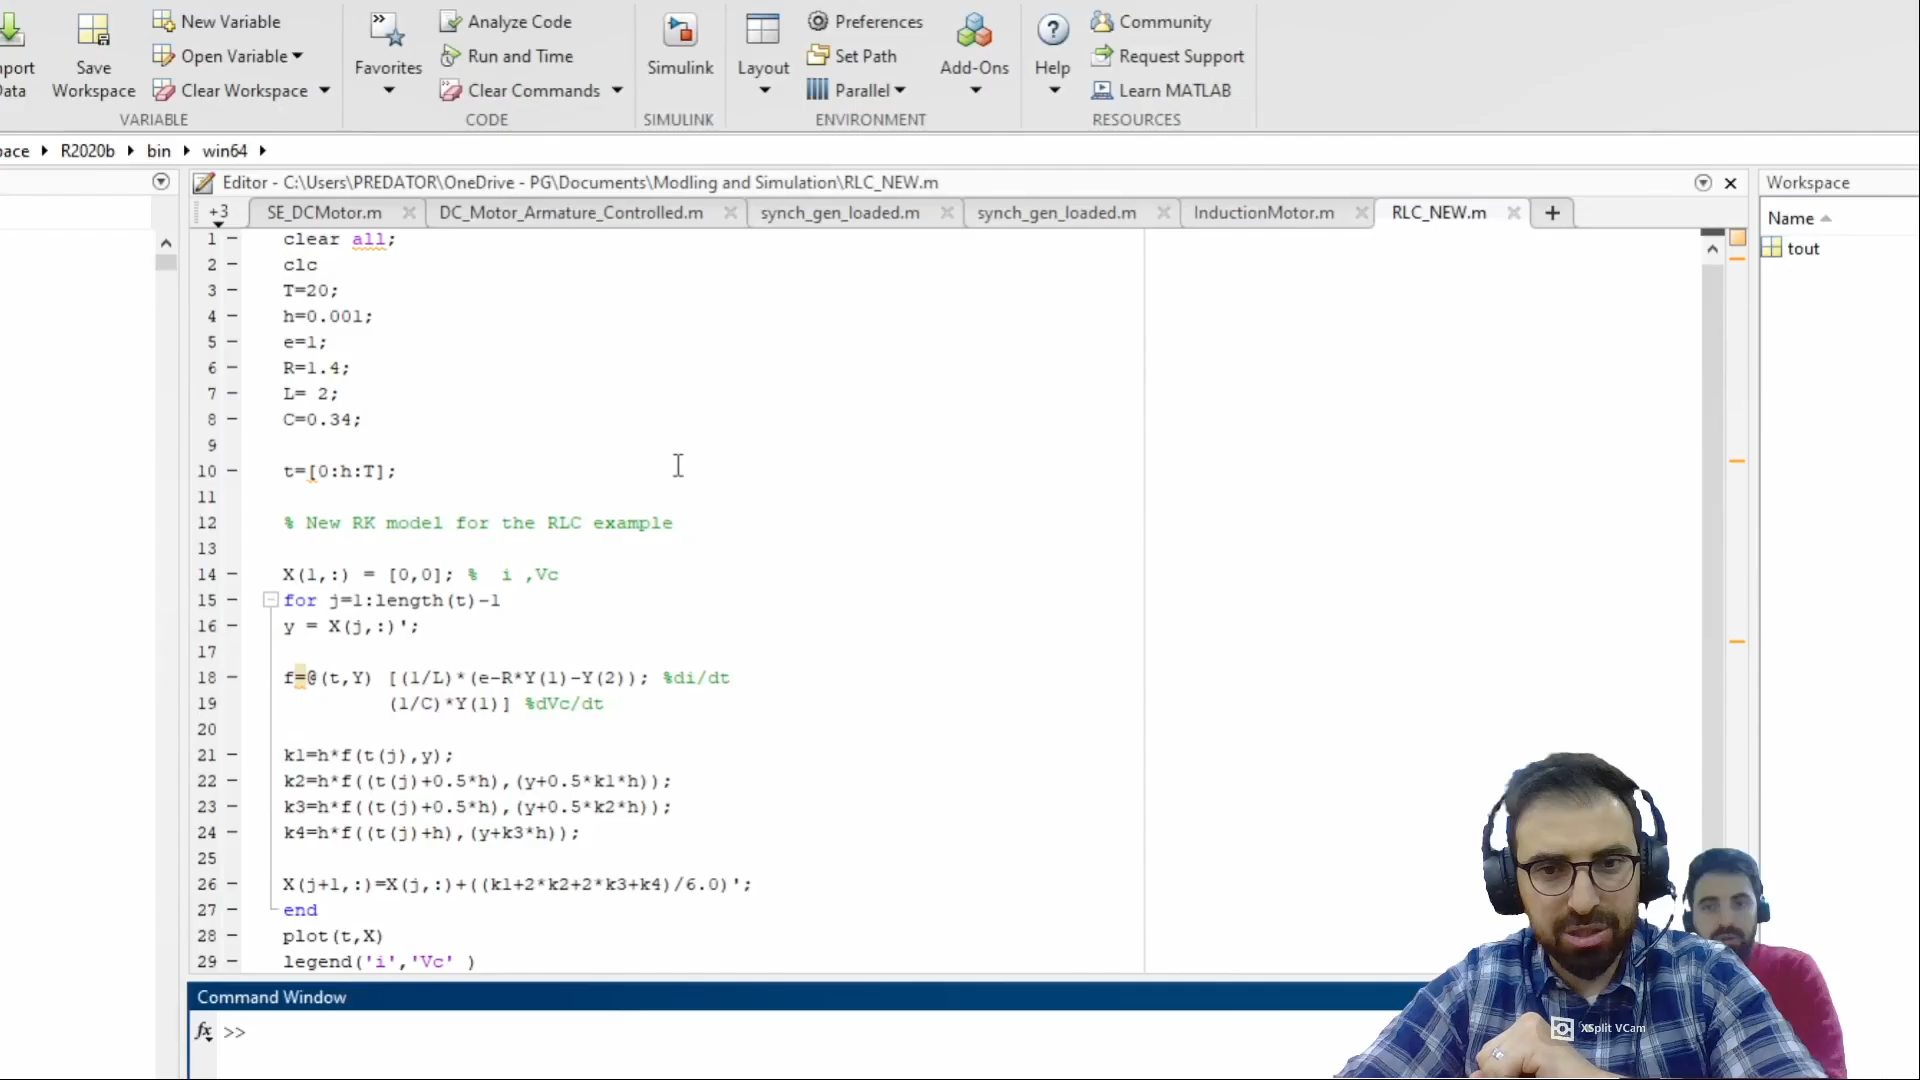 New Variable
Analyze Code
Preferences
Community
Open Variable
Run and Time
Set Path
Request Support
Save
Workspace
Favorites
Simulink
Layout
Add-Ons
Help
Clear Workspace
Clear Commands
Parallel
Learn MATLAB
VARIABLE
CODE
SIMULINK
ENVIRONMENT
RESOURCES
R2020b
bin
win64
Editor - C:\Users\PREDATOR\OneDrive - PG\Documents\Modling and Simulation\RLC_NEW.m
Workspace
+3
SE_DCMotor.m
DC_Motor_Armature_Controlled.m
synch_gen_loaded.m
synch_gen_loaded.m
InductionMotor.m
RLC_NEW.m
Name
tout
1 clear all;
2 clc
3 T=20;
4 h=0.001;
5 e=1;
6 R=1.4;
7 L= 2;
8 C=0.34;
9
10 t=[0:h:T];
11
12 % New RK model for the RLC example
13
14 X(1,:) = [0,0]; %  i ,Vc
15 for j=1:length(t)-1
16 y = X(j,:)';
17
18 f=@(t,Y) [(1/L)*(e-R*Y(1)-Y(2)); %di/dt
19 (1/C)*Y(1)] %dVc/dt
20
21 k1=h*f(t(j),y);
22 k2=h*f((t(j)+0.5*h),(y+0.5*k1*h));
23 k3=h*f((t(j)+0.5*h),(y+0.5*k2*h));
24 k4=h*f((t(j)+h),(y+k3*h));
25
26 X(j+1,:)=X(j,:)+((k1+2*k2+2*k3+k4)/6.0)';
27 end
28 plot(t,X)
29 legend('i','Vc' )
Command Window
fx >>
XSplit VCam